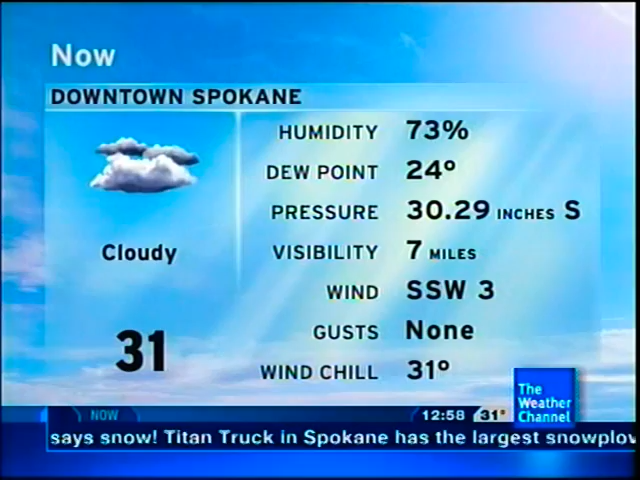 Now
DOWNTOWN SPOKANE
HUMIDITY 73%
DEW POINT 24°
PRESSURE 30.29 INCHES S
VISIBILITY 7 MILES
Cloudy
WIND SSW 3
GUSTS None
31
WIND CHILL 31°
The
Weather
Channel
NOW
12:58 31°
says snow! Titan Truck in Spokane has the largest snowplov